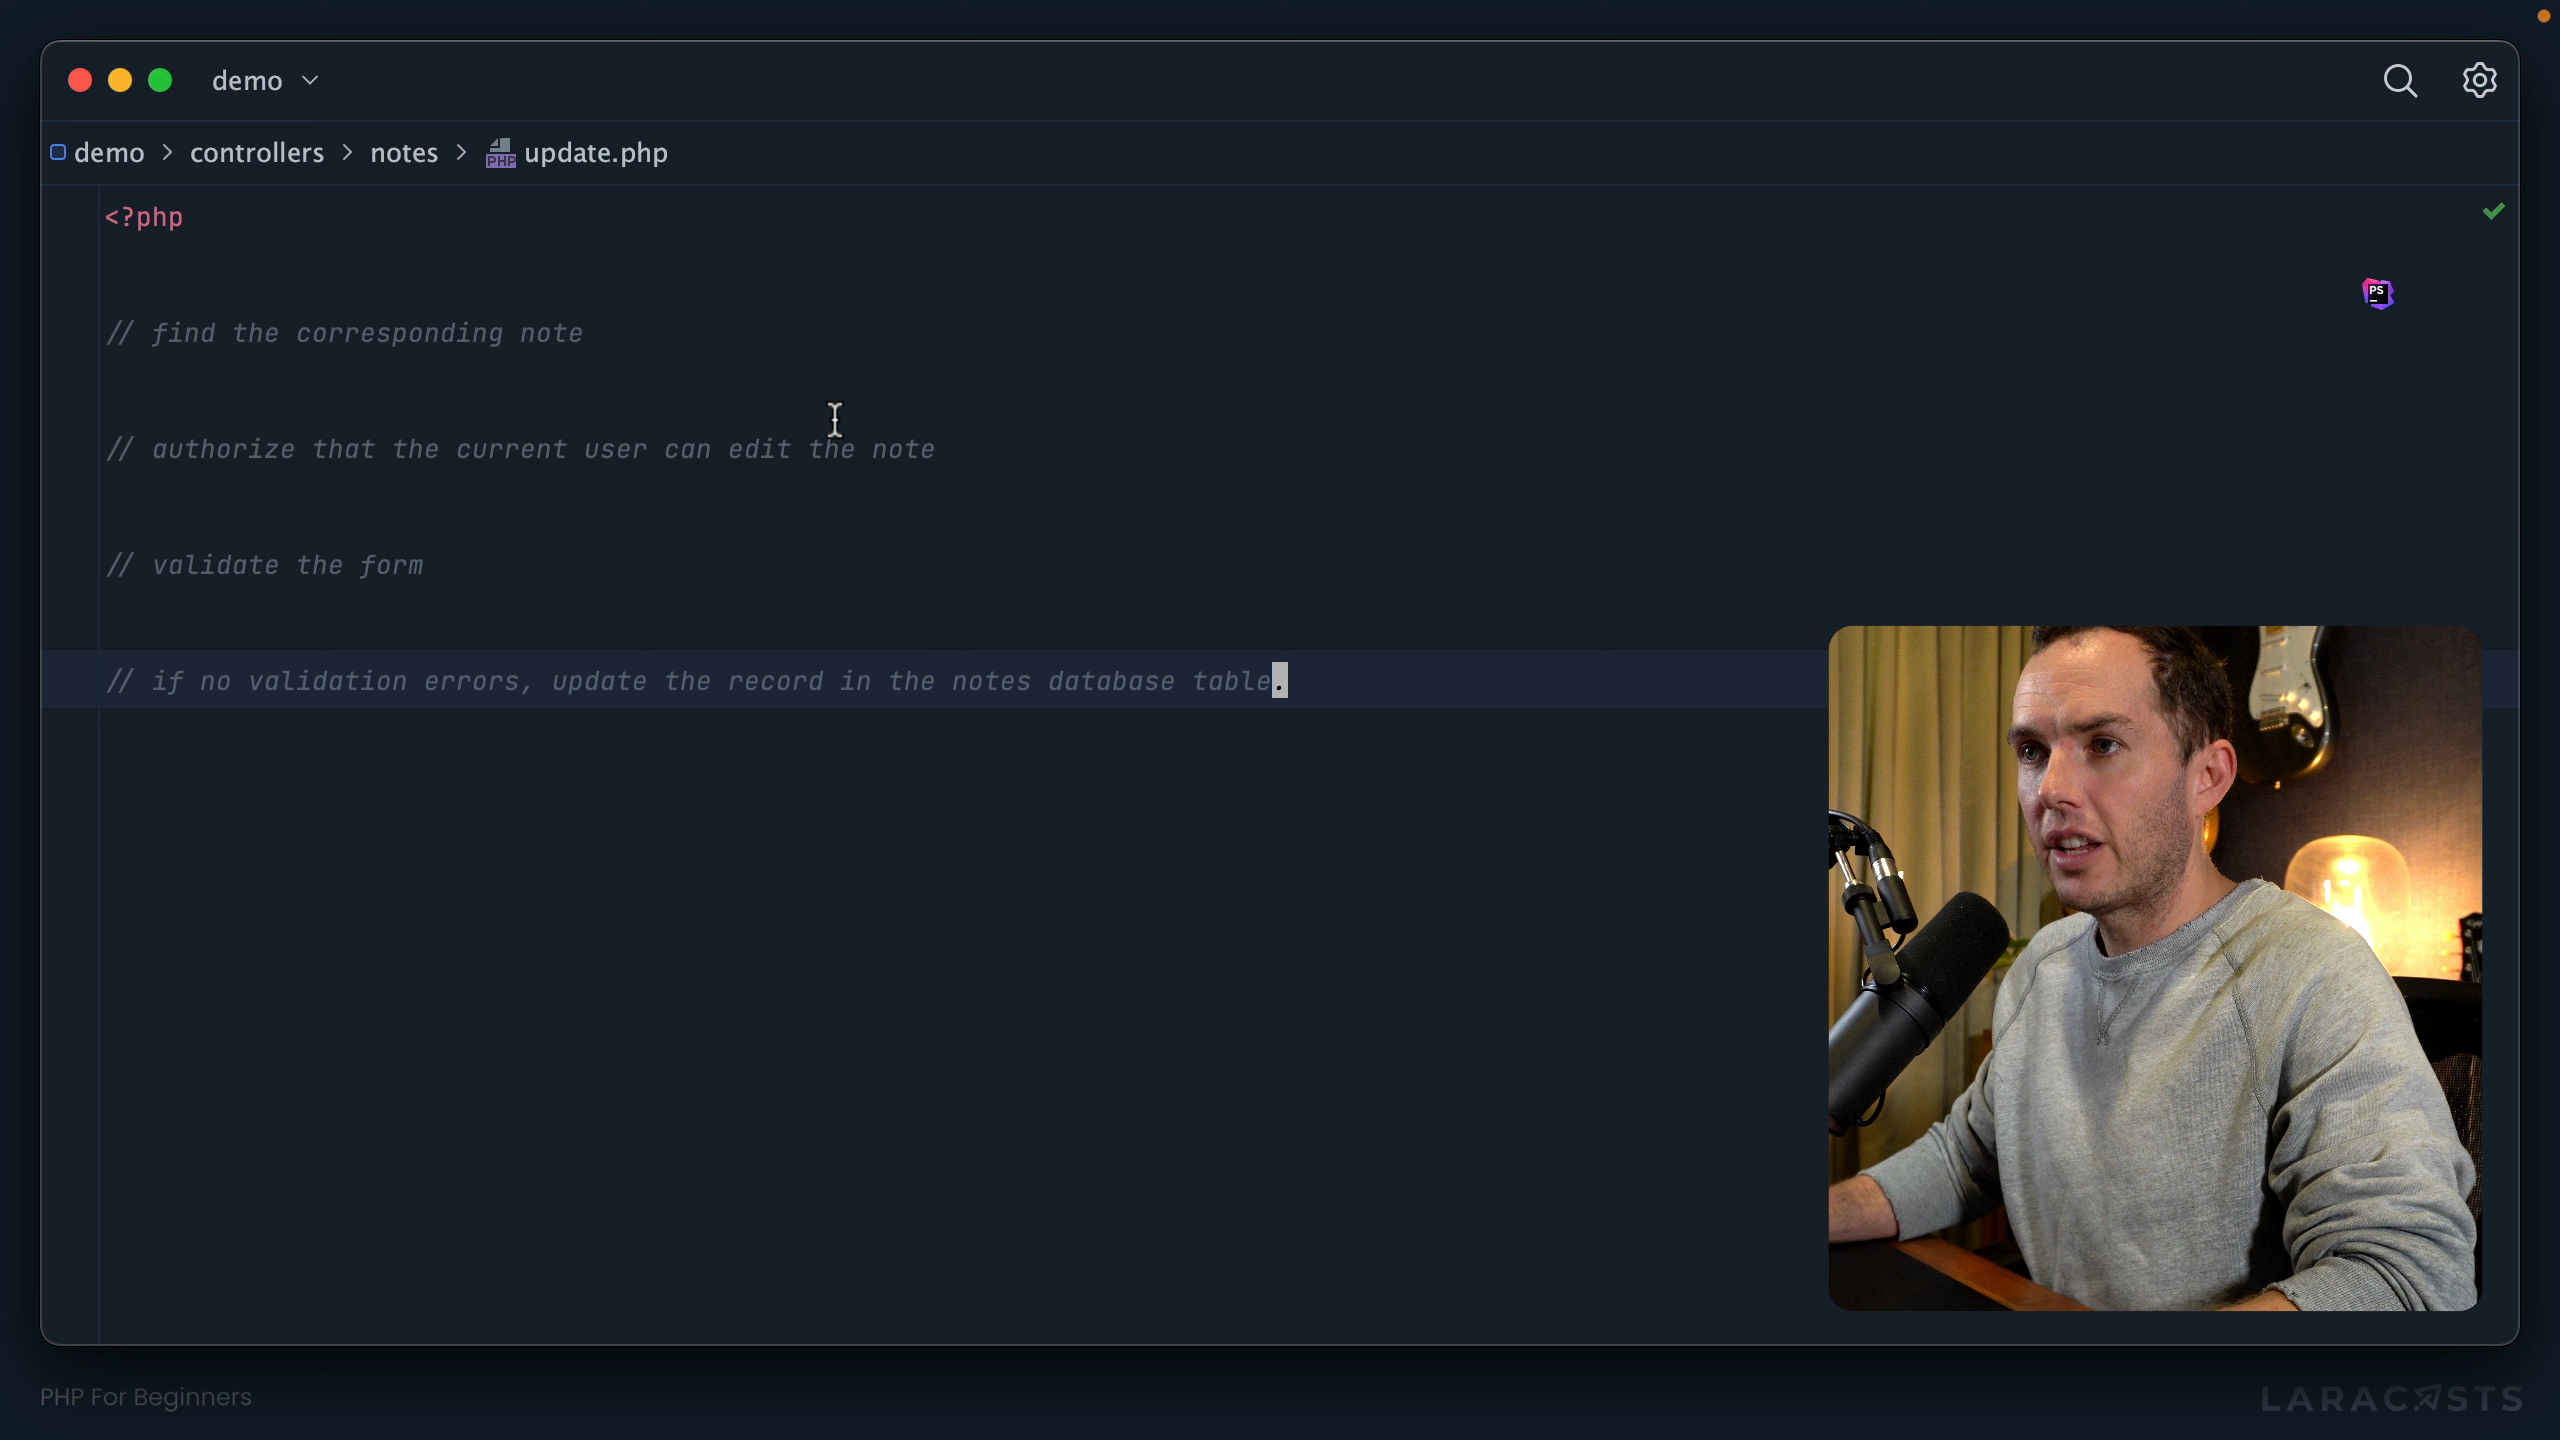 demo
demo > controllers > notes > PHP update.php
<?php
PS
// find the corresponding note
// authorize that the current user can edit the note
// validate the form
// if no validation errors, update the record in the notes database table.
PHP For Beginners
LARACASTS